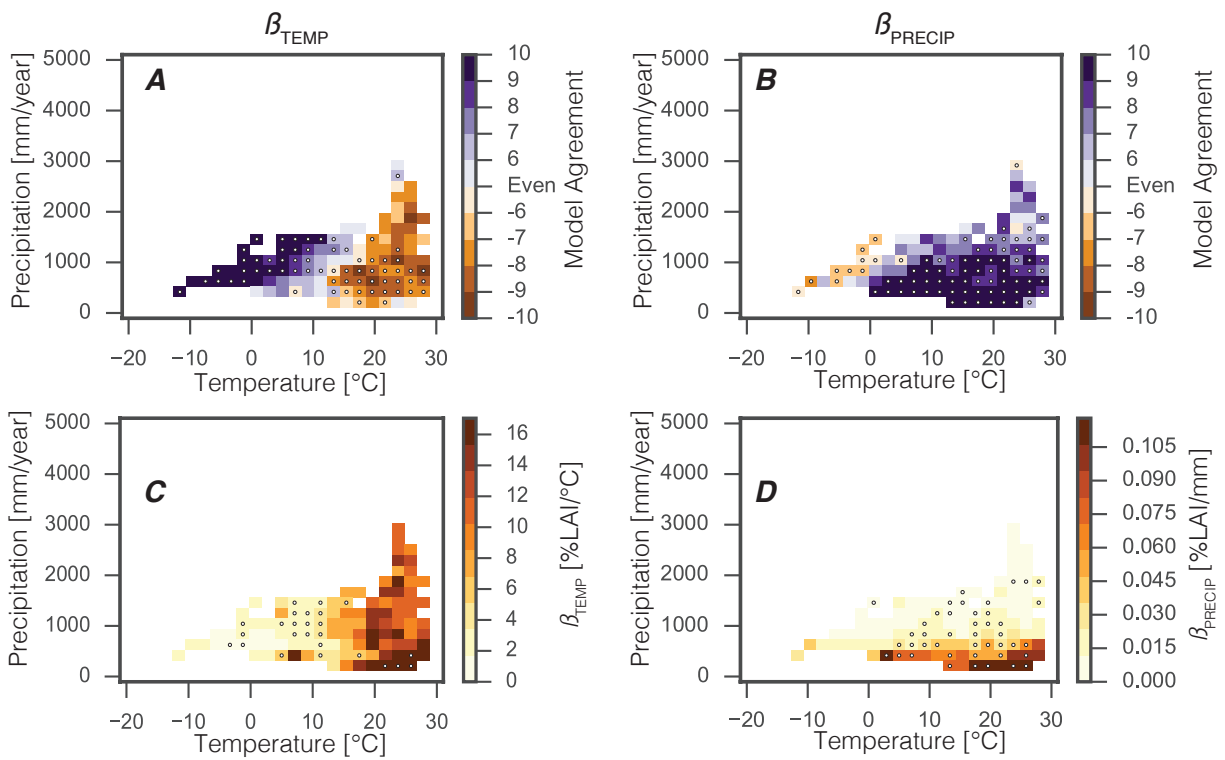 βTEMP
βPRECIP
A
B
Precipitation [mm/year]
5000
4000
3000
2000
1000
0
−20 −10 0 10 20 30
Temperature [°C]
10
9
8
7
6
Even
-6
-7
-8
-9
-10
Model Agreement
Precipitation [mm/year]
5000
4000
3000
2000
1000
0
−20 −10 0 10 20 30
Temperature [°C]
10
9
8
7
6
Even
-6
-7
-8
-9
-10
Model Agreement
C
D
Precipitation [mm/year]
5000
4000
3000
2000
1000
0
−20 −10 0 10 20 30
Temperature [°C]
16
14
12
10
8
6
4
2
0
βTEMP [%LAI/°C]
Precipitation [mm/year]
5000
4000
3000
2000
1000
0
−20 −10 0 10 20 30
Temperature [°C]
0.105
0.090
0.075
0.060
0.045
0.030
0.015
0.000
βPRECIP [%LAI/mm]